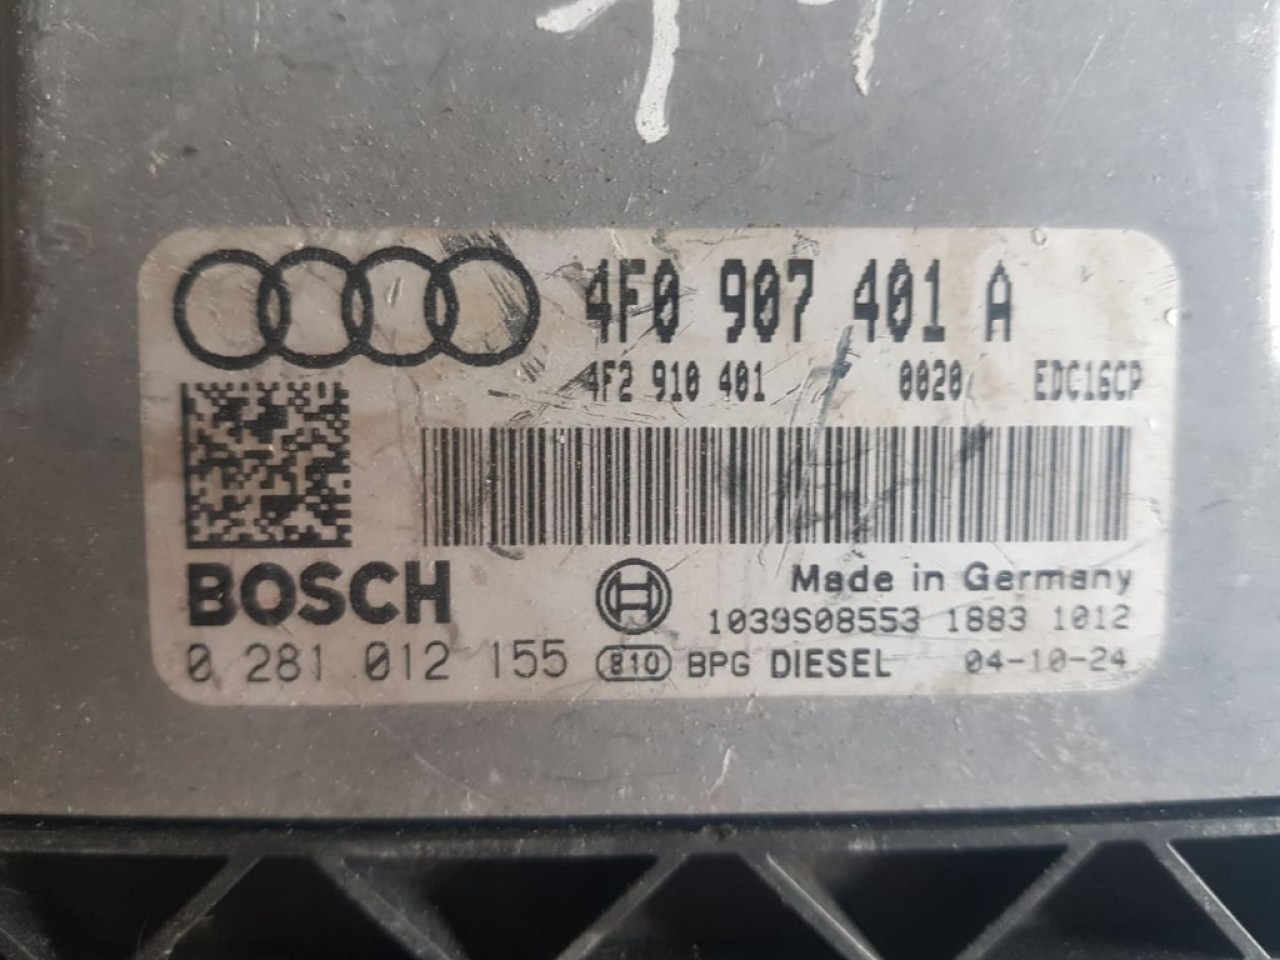 4F0 907 401 A
4F2 910 401 0020 EDC16CP
BOSCH
Made in Germany
1039S08553 1883 1012
0 281 012 155 810 BPG DIESEL 04-10-24